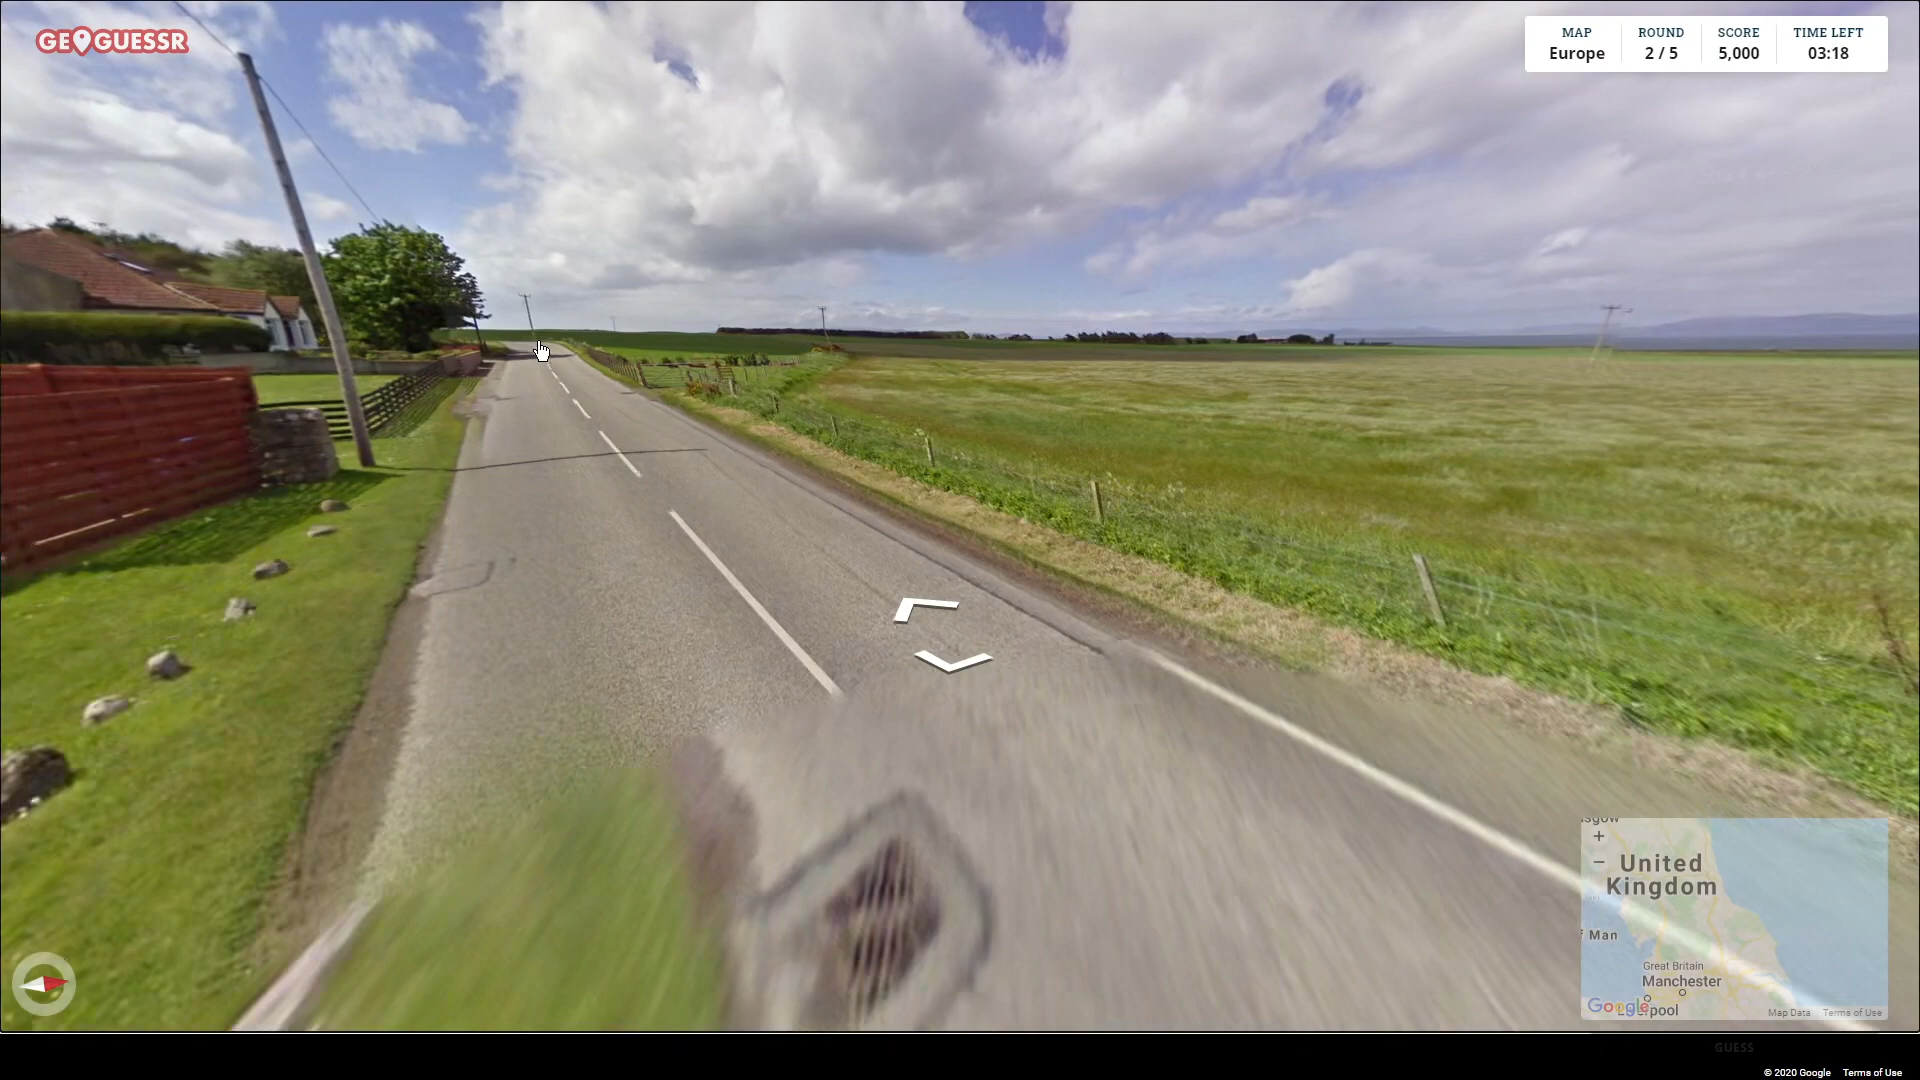 GEOGUESSR
MAP
Europe
ROUND
2 / 5
SCORE
5,000
TIME LEFT
03:18
+
−
United
Kingdom
Man
Great Britain
Manchester
Google
Map Data
Terms of Use
GUESS
© 2020 Google
Terms of Use